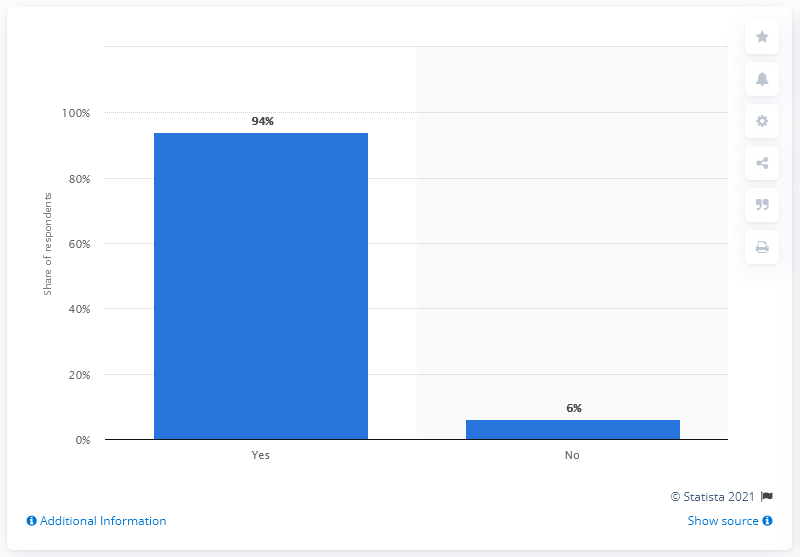 100%
80%
60%
40%
20%
0%
Share of respondents
94%
6%
Yes No
© Statista 2021
Additional Information Show source